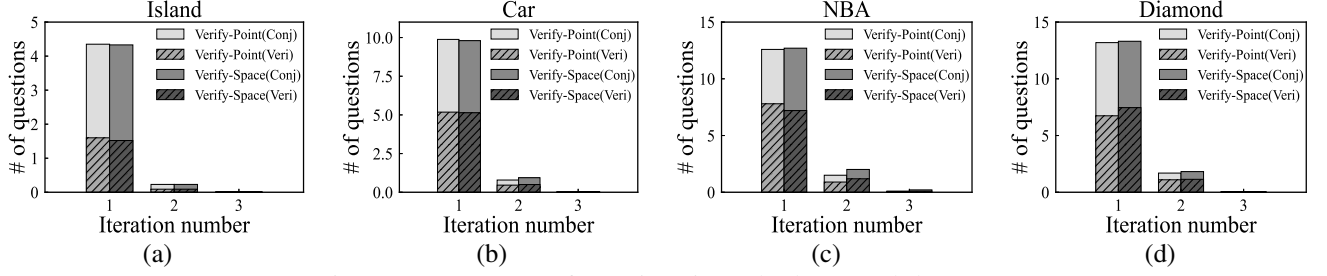 Island
# of questions
5
4
3
2
1
0
Verify-Point(Conj)
Verify-Point(Veri)
Verify-Space(Conj)
Verify-Space(Veri)
1 2 3
Iteration number
(a)
Car
# of questions
10.0
7.5
5.0
2.5
0.0
Verify-Point(Conj)
Verify-Point(Veri)
Verify-Space(Conj)
Verify-Space(Veri)
1 2 3
Iteration number
(b)
NBA
# of questions
15
10
5
0
Verify-Point(Conj)
Verify-Point(Veri)
Verify-Space(Conj)
Verify-Space(Veri)
1 2 3
Iteration number
(c)
Diamond
# of questions
15
10
5
0
Verify-Point(Conj)
Verify-Point(Veri)
Verify-Space(Conj)
Verify-Space(Veri)
1 2 3
Iteration number
(d)